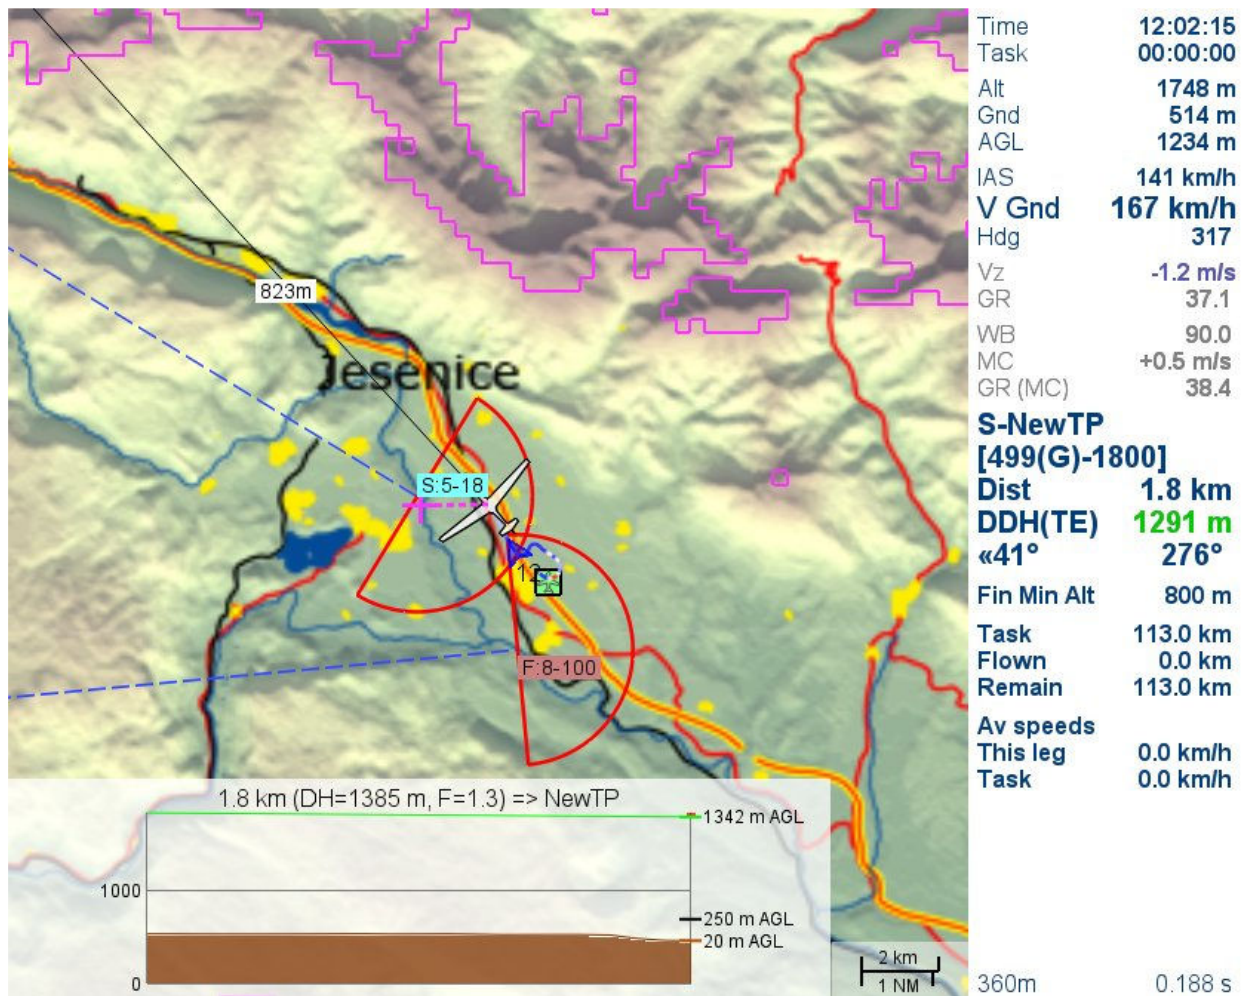 823m
Jesenice
S:5-18
F:8-100
1.8 km (DH=1385 m, F=1.3) => NewTP
1342 m AGL
1000
250 m AGL
20 m AGL
0
2 km
1 NM
Time 12:02:15
Task 00:00:00
Alt 1748 m
Gnd 514 m
AGL 1234 m
IAS 141 km/h
V Gnd 167 km/h
Hdg 317
Vz -1.2 m/s
GR 37.1
WB 90.0
MC +0.5 m/s
GR (MC) 38.4
S-NewTP
[499(G)-1800]
Dist 1.8 km
DDH(TE) 1291 m
«41° 276°
Fin Min Alt 800 m
Task 113.0 km
Flown 0.0 km
Remain 113.0 km
Av speeds
This leg 0.0 km/h
Task 0.0 km/h
360m 0.188 s